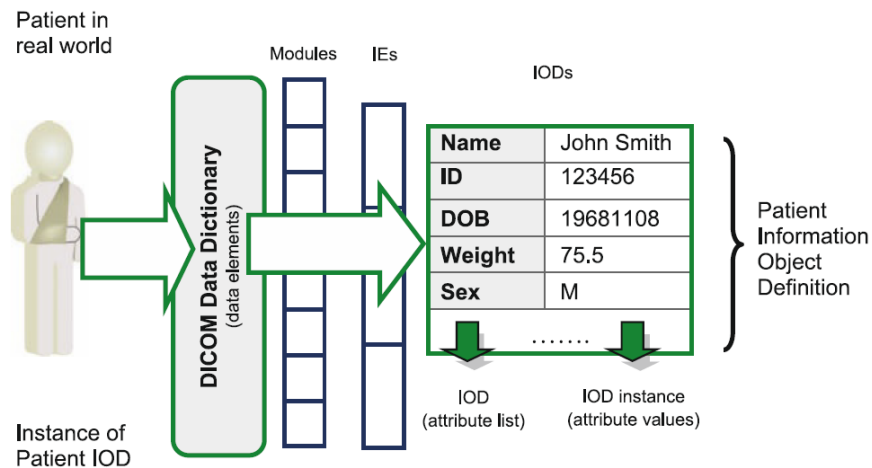 Patient in
real world
Modules
IEs
IODs
DICOM Data Dictionary
(data elements)
Name John Smith
ID 123456
DOB 19681108
Weight 75.5
Sex M
.......
Patient
Information
Object
Definition
IOD
(attribute list)
IOD instance
(attribute values)
Instance of
Patient IOD